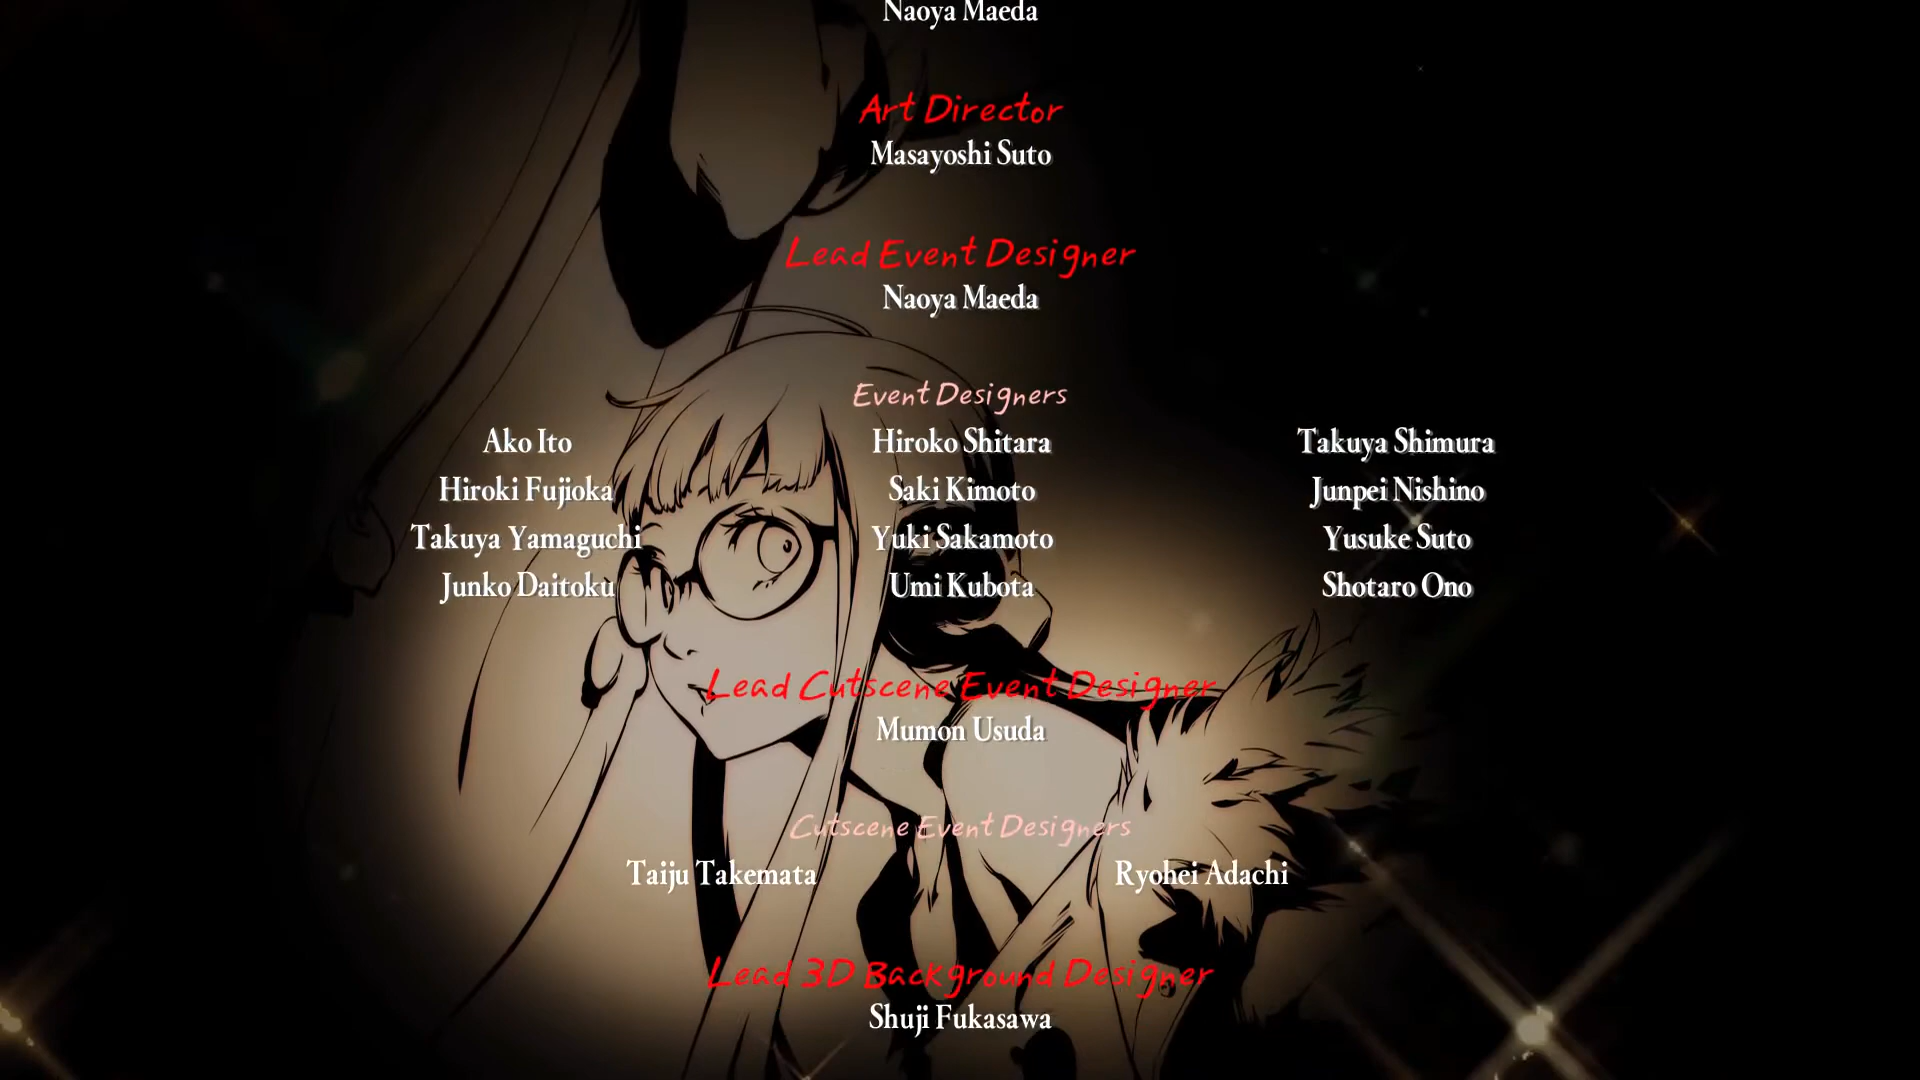 Naoya Maeda
Art Director
Masayoshi Suto
Lead Event Designer
Naoya Maeda
Event Designers
Ako Ito Hiroko Shitara Takuya Shimura
Hiroki Fujioka Saki Kimoto Junpei Nishino
Takuya Yamaguchi Yuki Sakamoto Yusuke Suto
Junko Daitoku Umi Kubota Shotaro Ono
Lead Cutscene Event Designer
Mumon Usuda
Cutscene Event Designers
Taiju Takemata Ryohei Adachi
Lead 3D Background Designer
Shuji Fukasawa